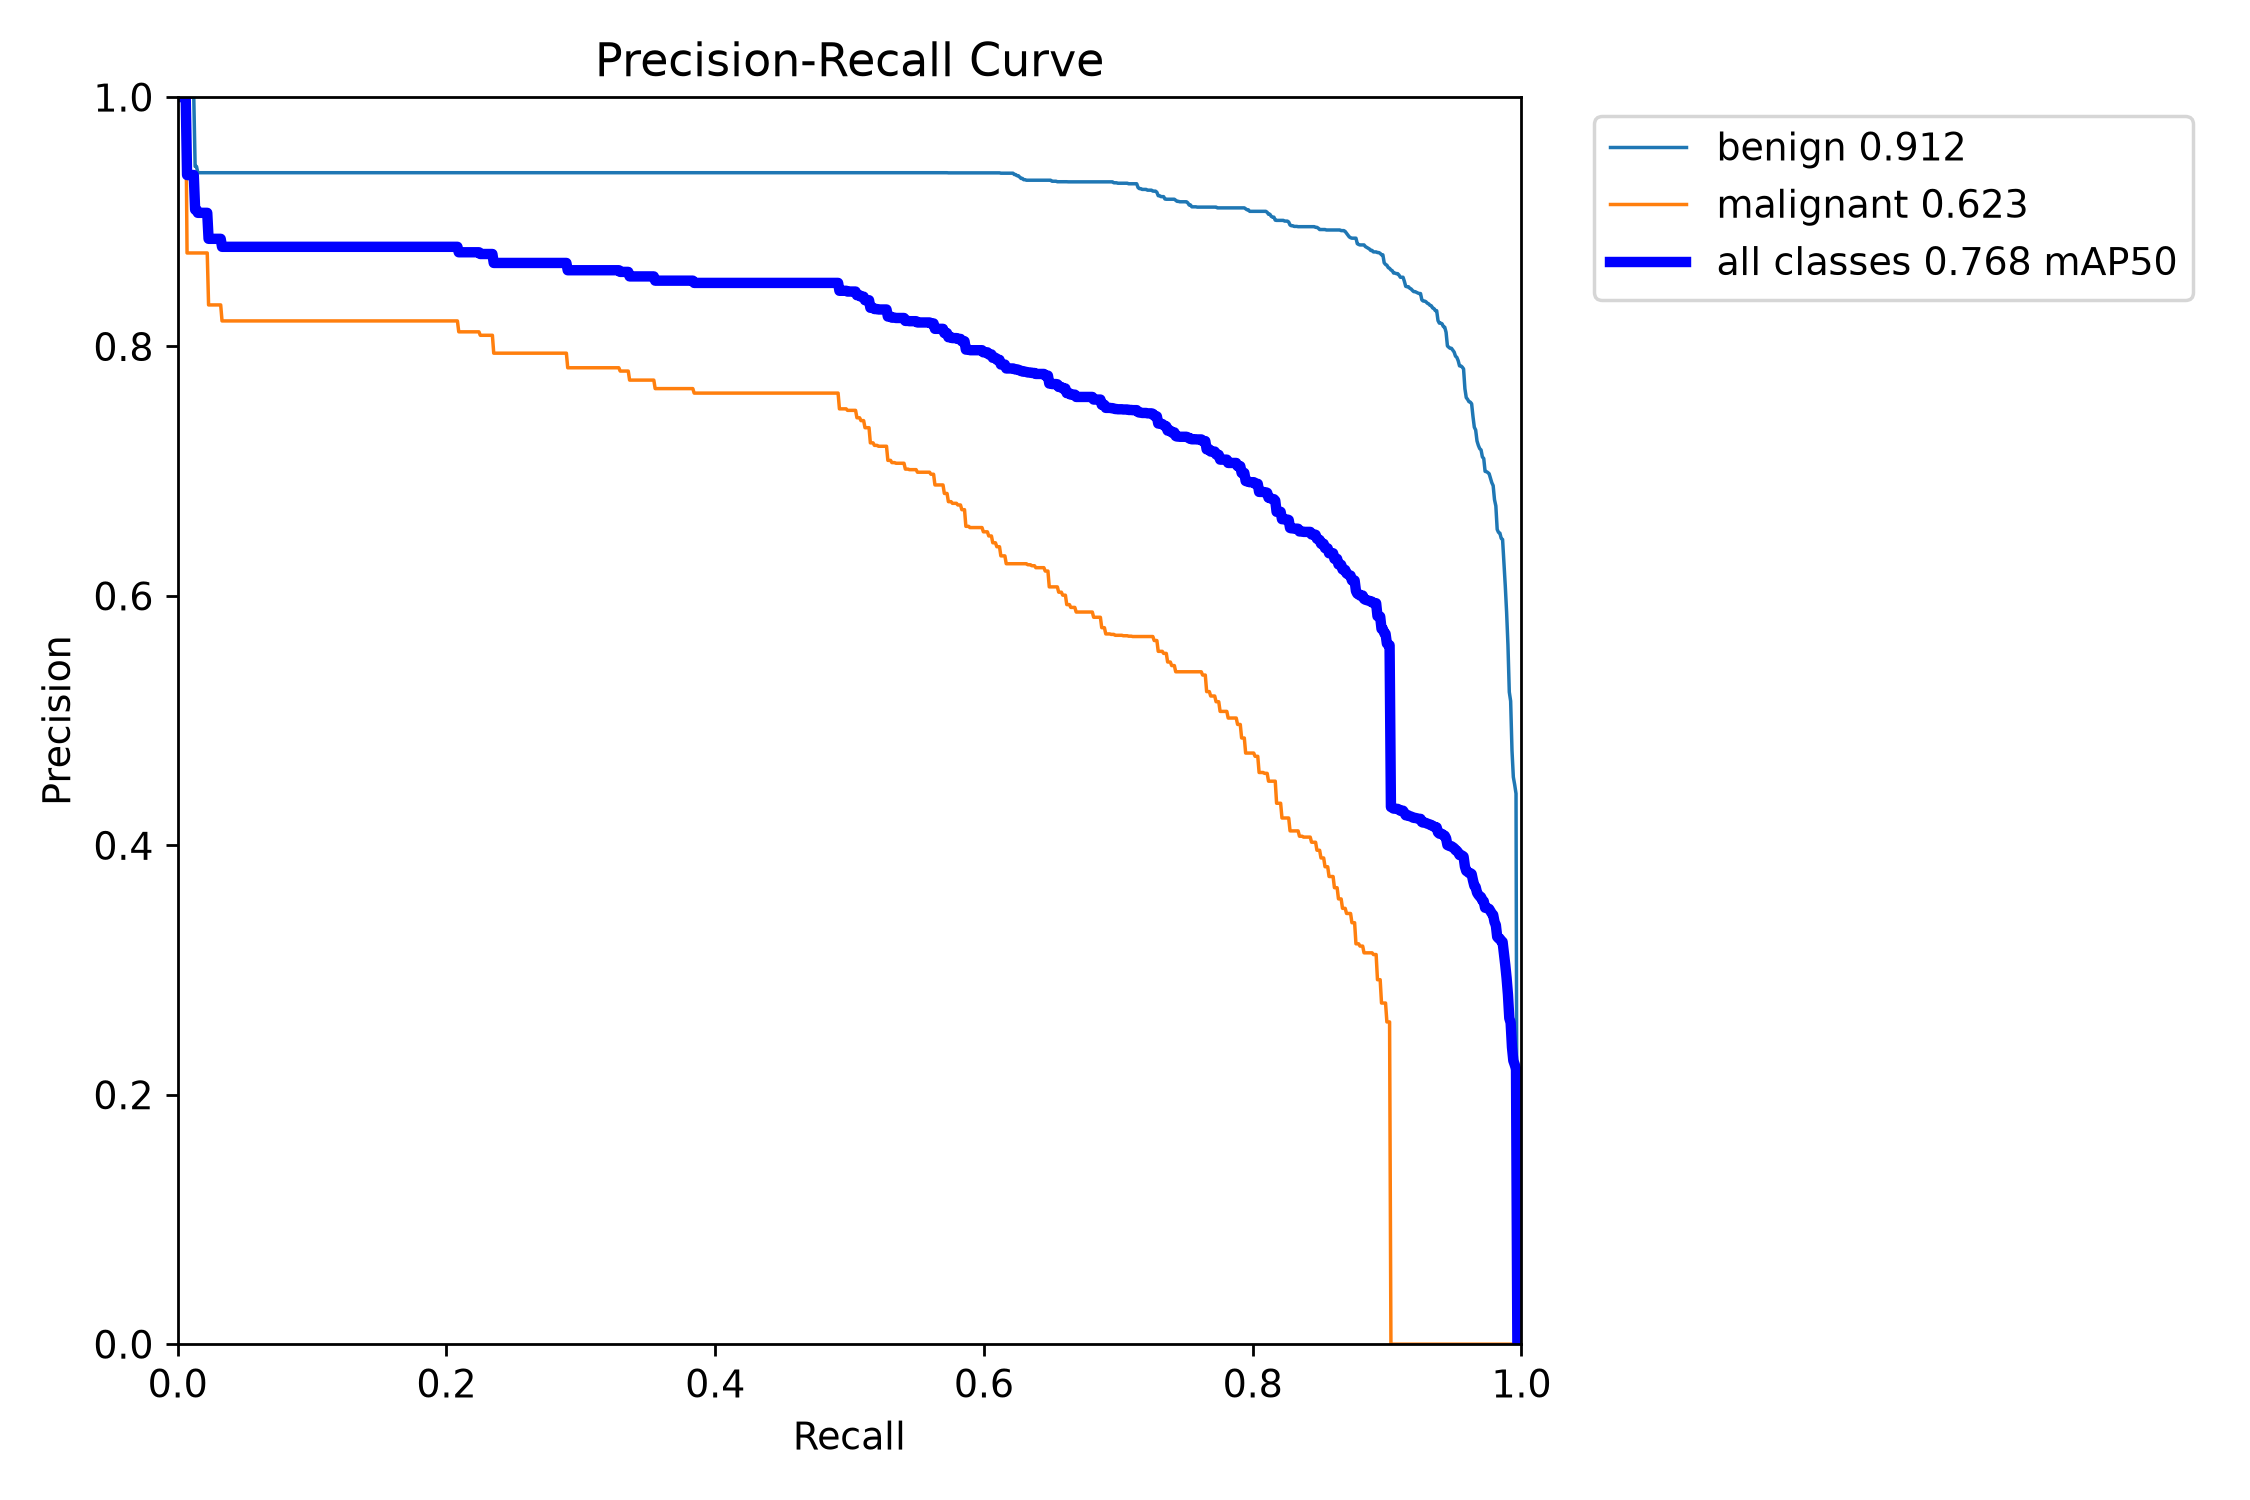 Precision-Recall Curve
1.0
0.8
0.6
0.4
0.2
0.0
Precision
0.0 0.2 0.4 0.6 0.8 1.0
Recall
benign 0.912
malignant 0.623
all classes 0.768 mAP50